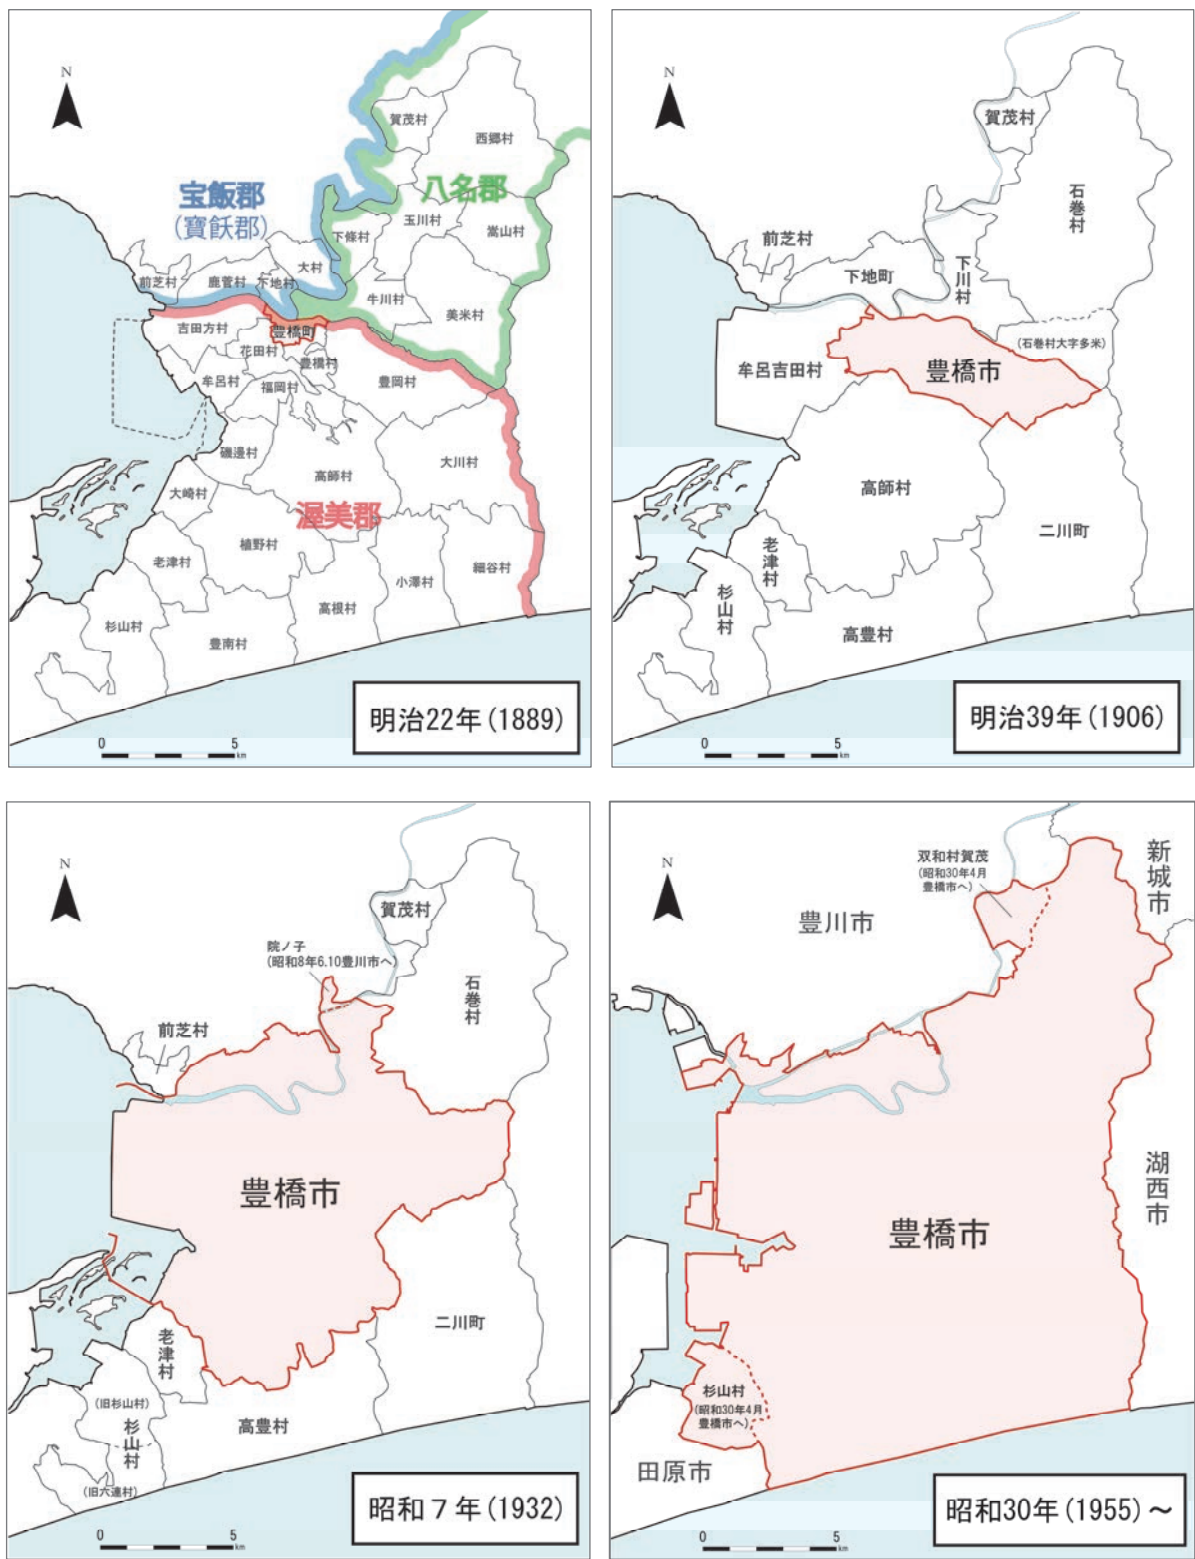 N
賀茂村
西郷村
宝飯郡
(寶飫郡)
八名郡
玉川村
嵩山村
下條村
大村
前芝村
鹿菅村
下地村
牛川村
美米村
吉田方村
豊橋町
花田村
豊橋村
牟呂村
福岡村
豊岡村
磯邊村
大川村
高師村
大崎村
渥美郡
植野村
老津村
細谷村
小澤村
高根村
杉山村
豊南村
明治22年(1889)
0 5
km
N
賀茂村
石巻村
前芝村
下地町
下川村
(石巻村大字多米)
牟呂吉田村
豊橋市
高師村
二川町
老津村
杉山村
高豊村
明治39年(1906)
0 5
km
N
賀茂村
院ノ子
(昭和8年6.10豊川市へ)
石巻村
前芝村
豊橋市
二川町
老津村
(旧杉山村)
杉山村
高豊村
(旧六連村)
昭和7年(1932)
0 5
km
N
双和村賀茂
(昭和30年4月
豊橋市へ)
新城市
豊川市
湖西市
豊橋市
杉山村
(昭和30年4月
豊橋市へ)
田原市
昭和30年(1955)～
0 5
km